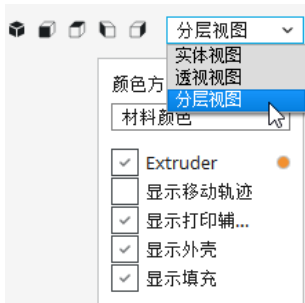 分层视图
实体视图
透视视图
分层视图
颜色方
材料颜色
Extruder
显示移动轨迹
显示打印辅...
显示外壳
显示填充